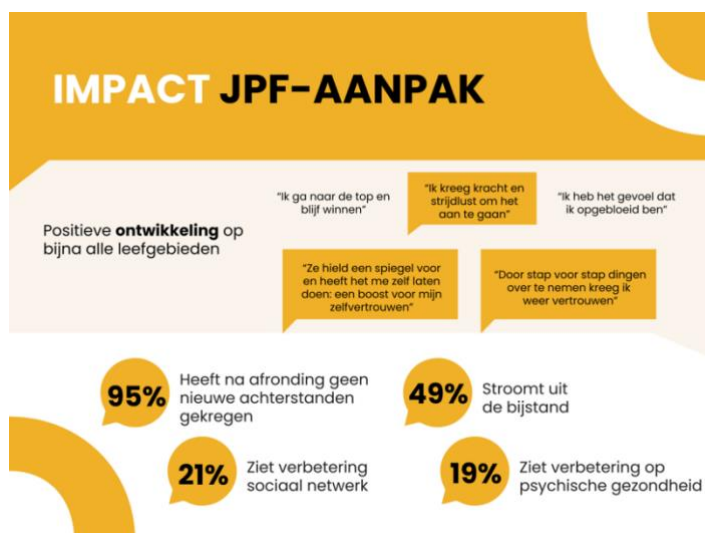 IMPACT JPF-AANPAK
Positieve ontwikkeling op
bijna alle leefgebieden
“Ik ga naar de top en
blijf winnen”
“Ik kreeg kracht en
strijdlust om het
aan te gaan”
“Ik heb het gevoel dat
ik opgebloeid ben”
“Ze hield een spiegel voor
en heeft het me zelf laten
doen: een boost voor mijn
zelfvertrouwen”
“Door stap voor stap dingen
over te nemen kreeg ik
weer vertrouwen”
95%
Heeft na afronding geen
nieuwe achterstanden
gekregen
49%
Stroomt uit
de bijstand
21%
Ziet verbetering
sociaal netwerk
19%
Ziet verbetering op
psychische gezondheid